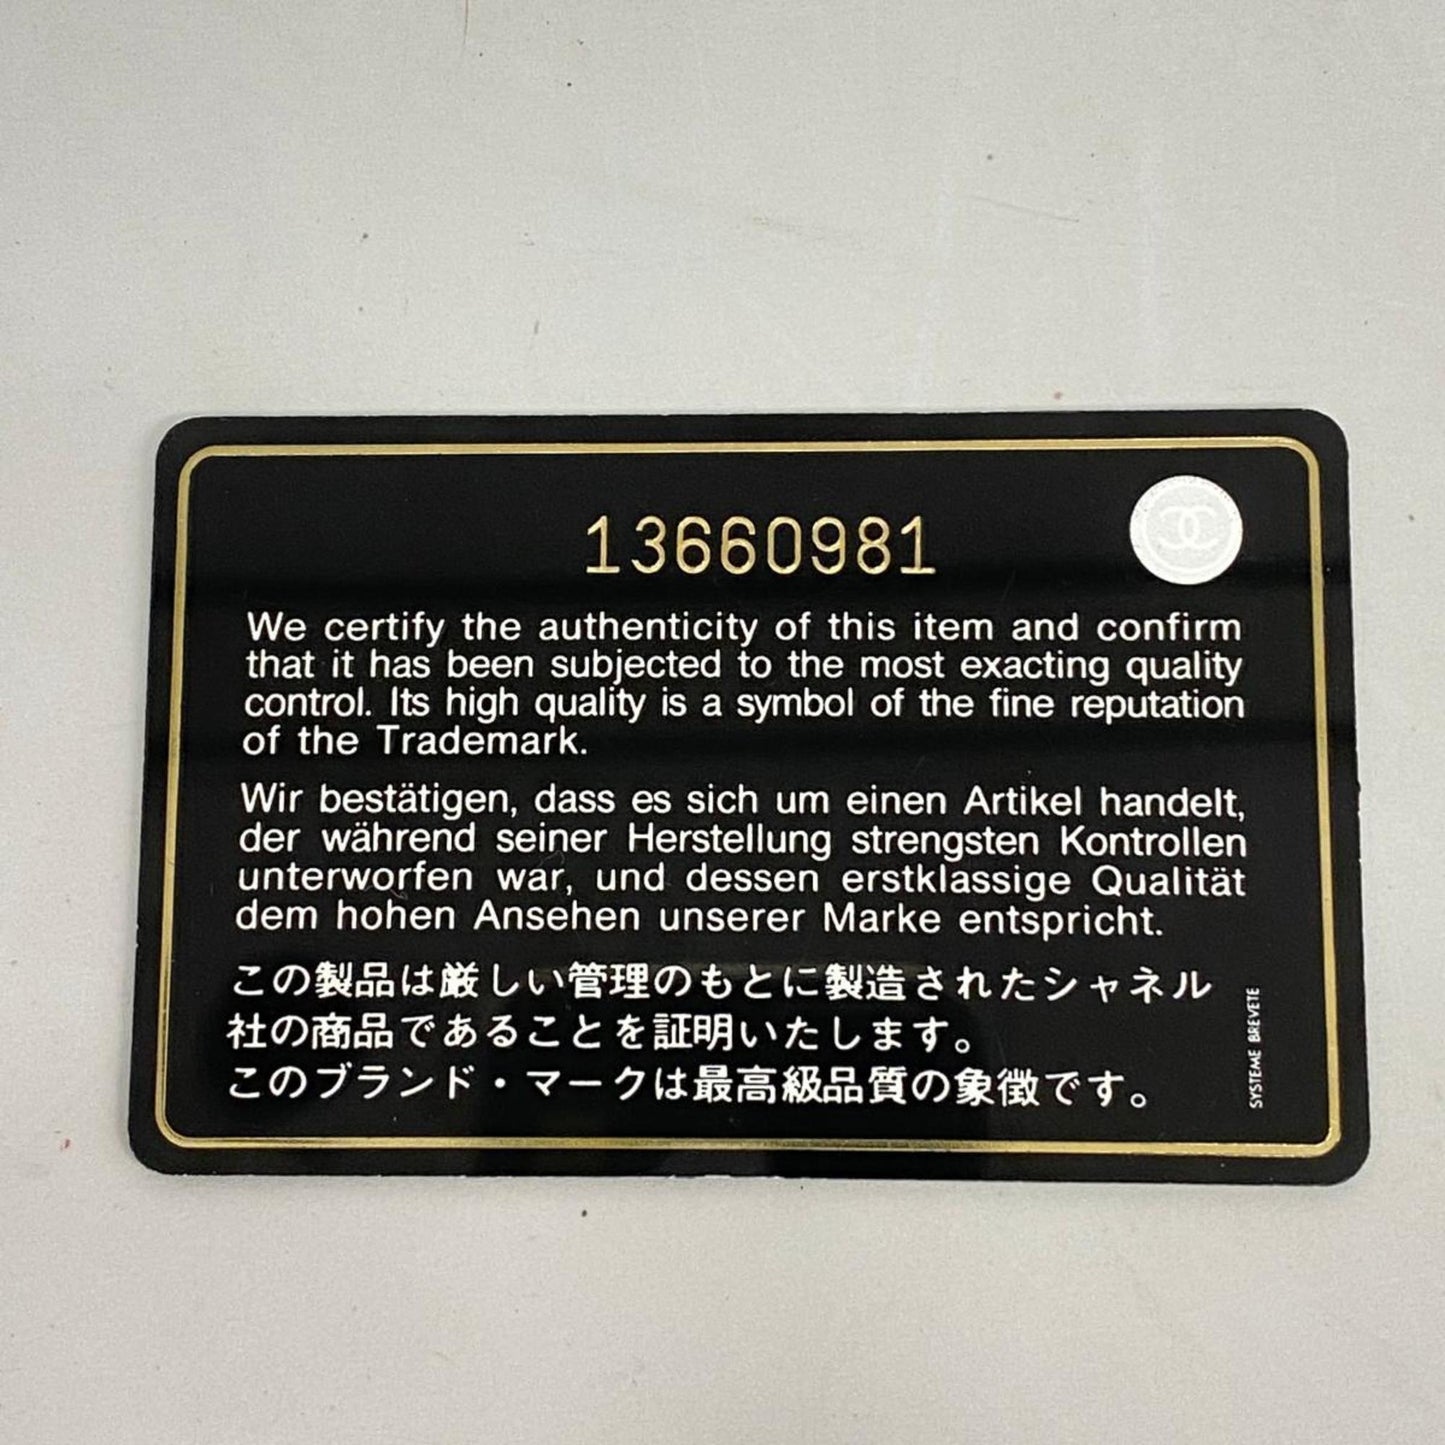 13660981
We certify the authenticity of this item and confirm
that it has been subjected to the most exacting quality
control. Its high quality is a symbol of the fine reputation
of the Trademark.
Wir bestätigen, dass es sich um einen Artikel handelt,
der während seiner Herstellung strengsten Kontrollen
unterworfen war, und dessen erstklassige Qualität
dem hohen Ansehen unserer Marke entspricht.
この製品は厳しい管理のもとに製造されたシャネル
社の商品であることを証明いたします。
このブランド・マークは最高級品質の象徴です。
SYSTEME BREVETE